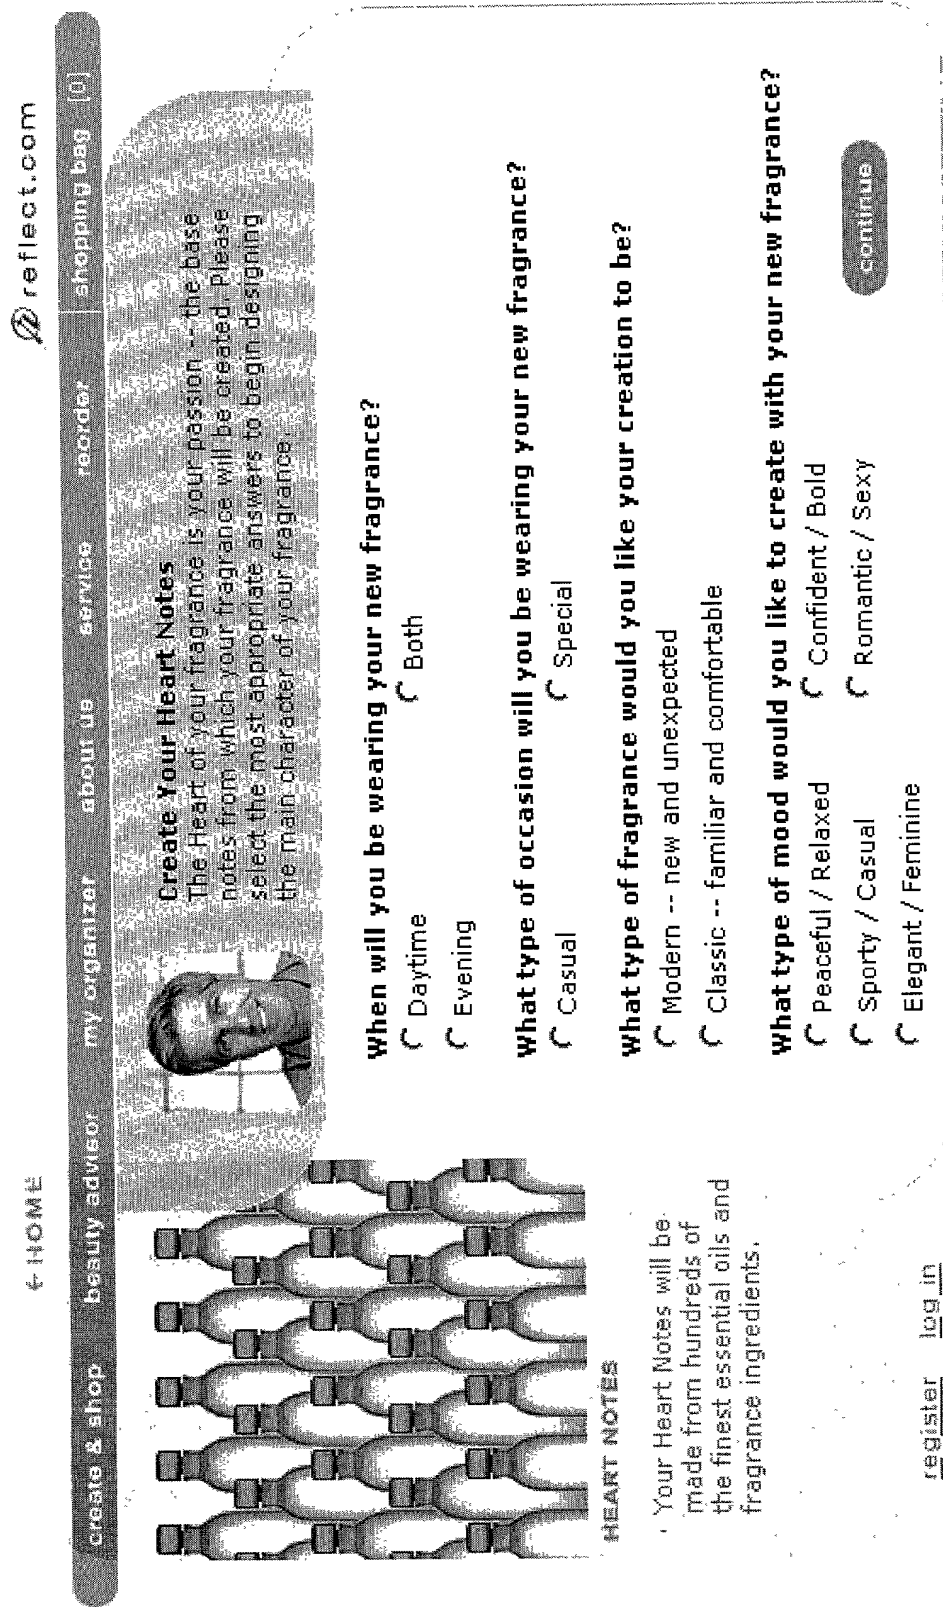 ← HOME
reflect.com
create & shop beauty advisor my organizer about us service reorder shopping bag [0]
Create Your Heart Notes
The Heart of your fragrance is your passion -- the base
notes from which your fragrance will be created. Please
select the most appropriate answers to begin designing
the main character of your fragrance.
HEART NOTES
Your Heart Notes will be
made from hundreds of
the finest essential oils and
fragrance ingredients.
register log in
When will you be wearing your new fragrance?
Daytime Both
Evening
What type of occasion will you be wearing your new fragrance?
Casual Special
What type of fragrance would you like your creation to be?
Modern -- new and unexpected
Classic -- familiar and comfortable
What type of mood would you like to create with your new fragrance?
Peaceful / Relaxed Confident / Bold
Sporty / Casual Romantic / Sexy
Elegant / Feminine
continue